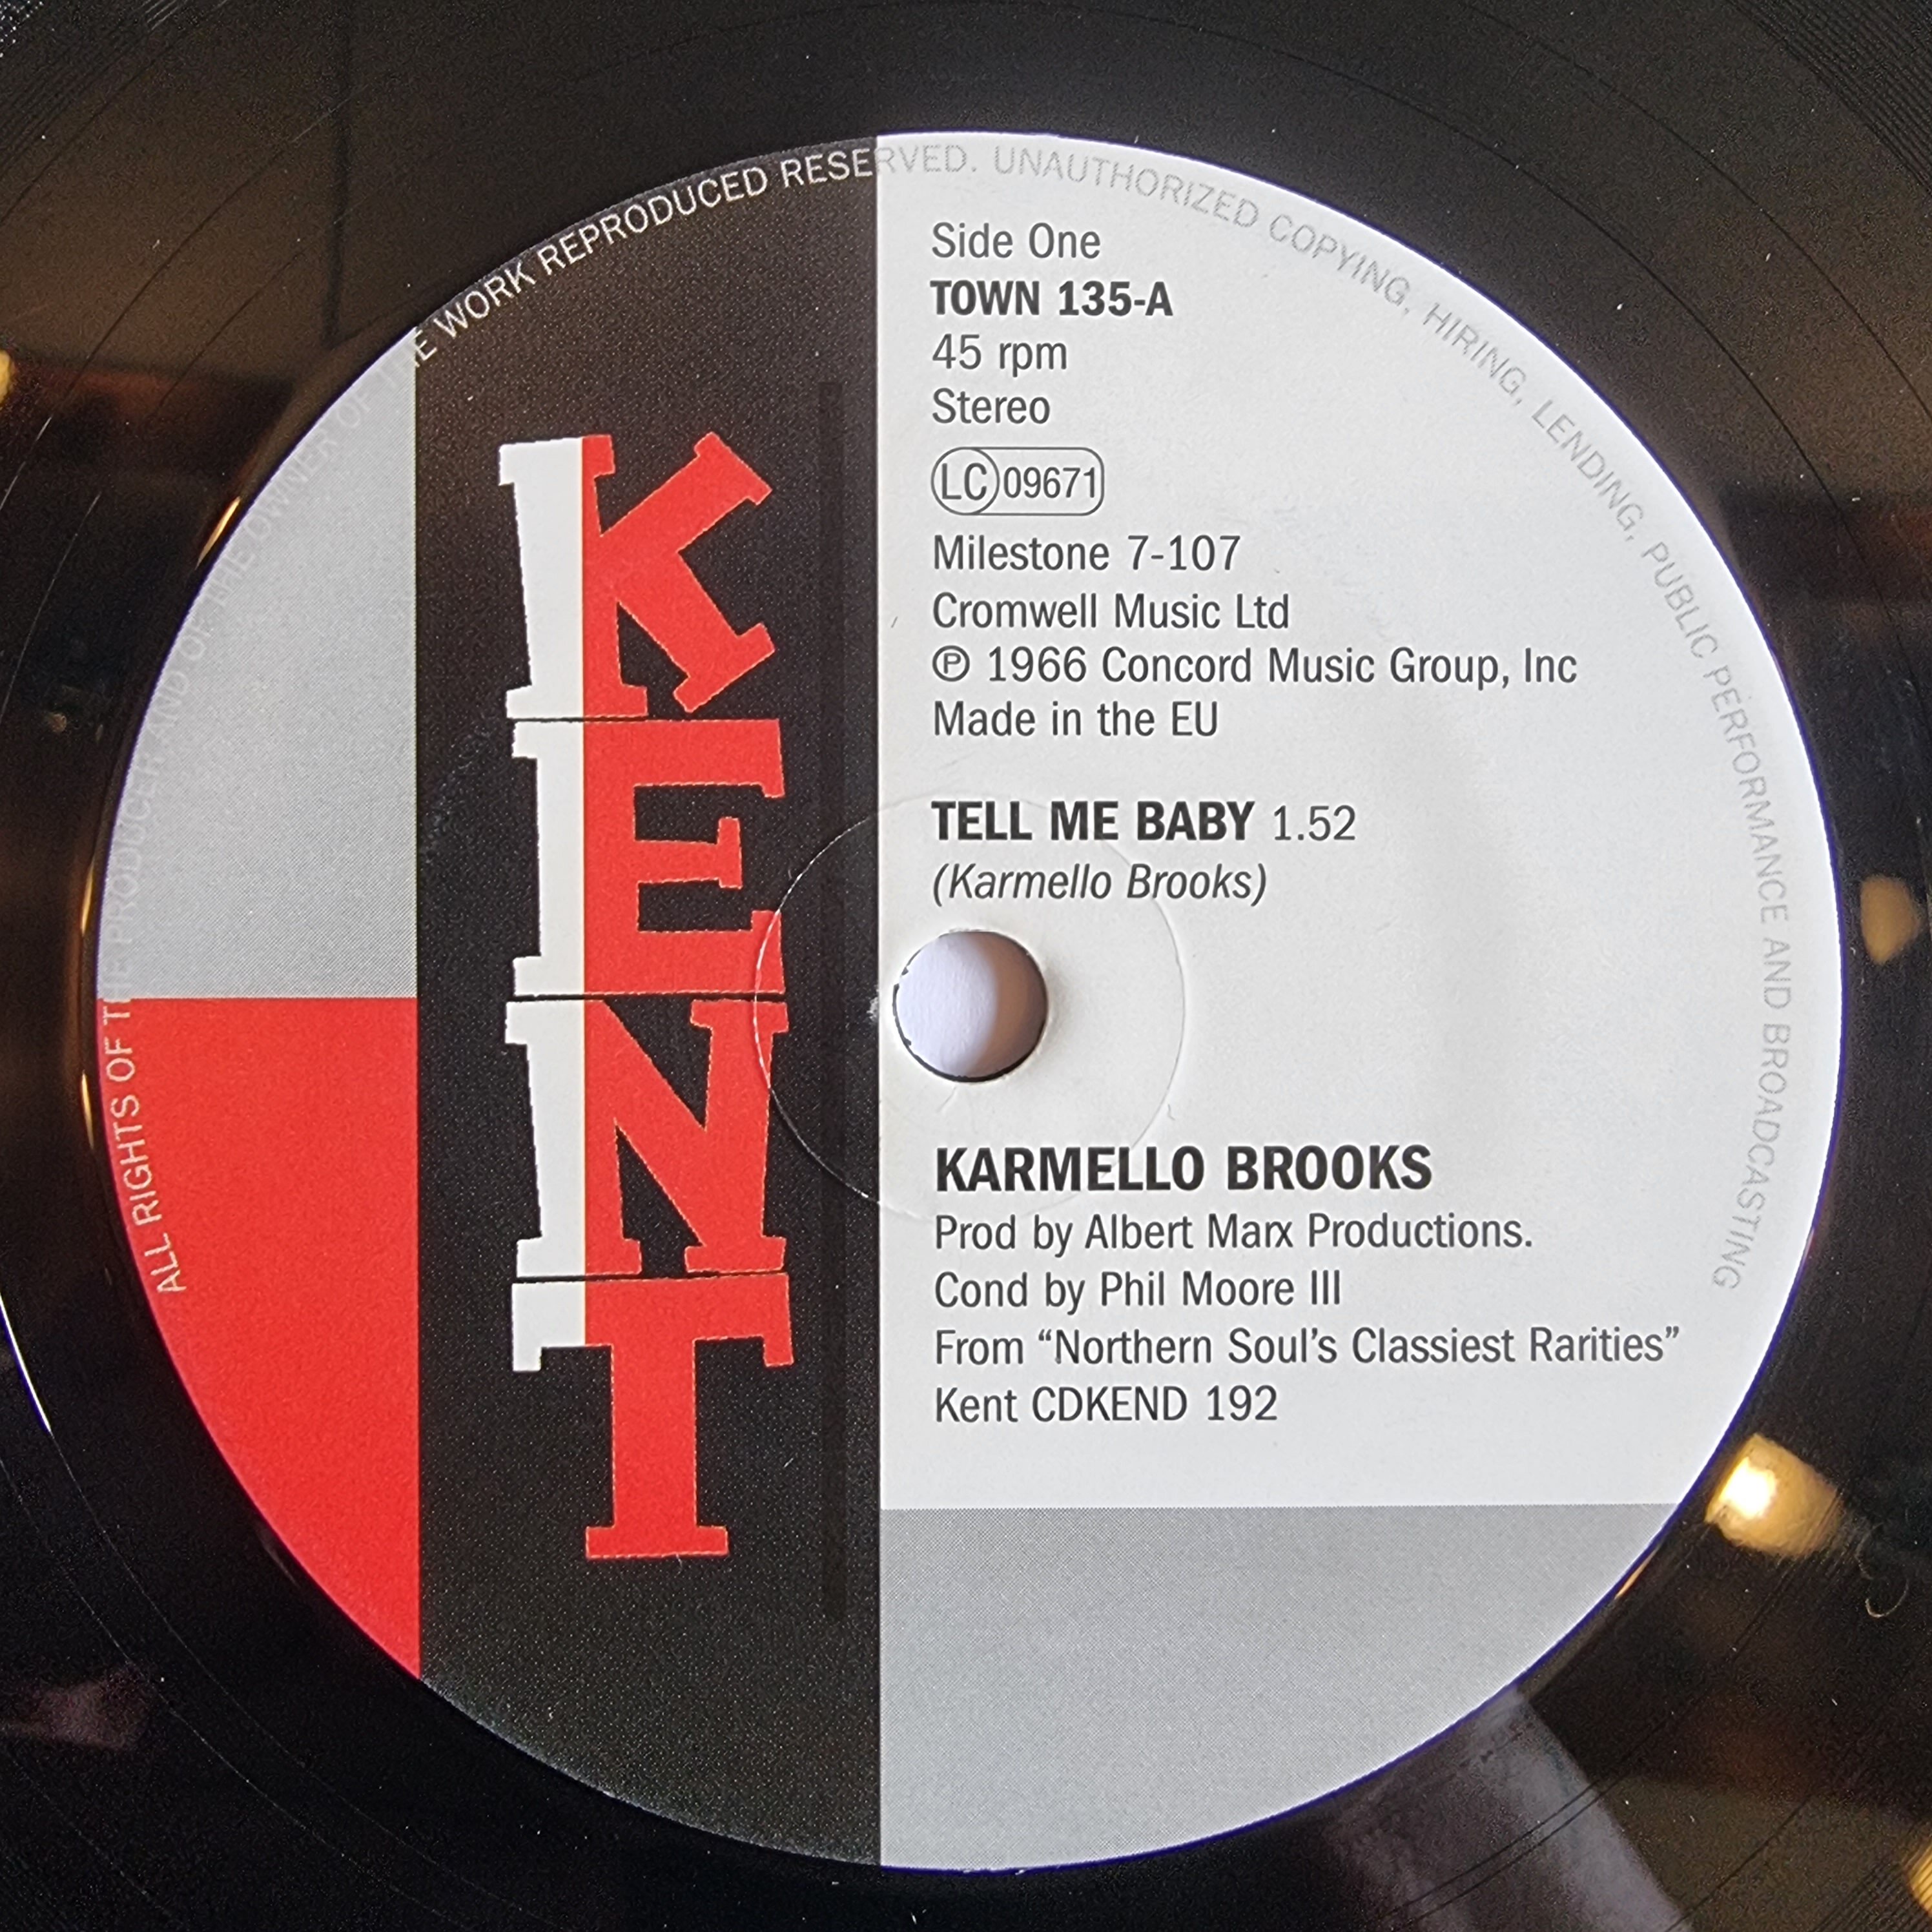 ALL RIGHTS OF THE PRODUCER AND OF THE OWNER OF THE WORK REPRODUCED RESERVED. UNAUTHORIZED COPYING, HIRING, LENDING, PUBLIC PERFORMANCE AND BROADCASTING
KENT
Side One
TOWN 135-A
45 rpm
Stereo
LC 09671
Milestone 7-107
Cromwell Music Ltd
℗ 1966 Concord Music Group, Inc
Made in the EU
TELL ME BABY 1.52
(Karmello Brooks)
KARMELLO BROOKS
Prod by Albert Marx Productions.
Cond by Phil Moore III
From “Northern Soul’s Classiest Rarities”
Kent CDKEND 192